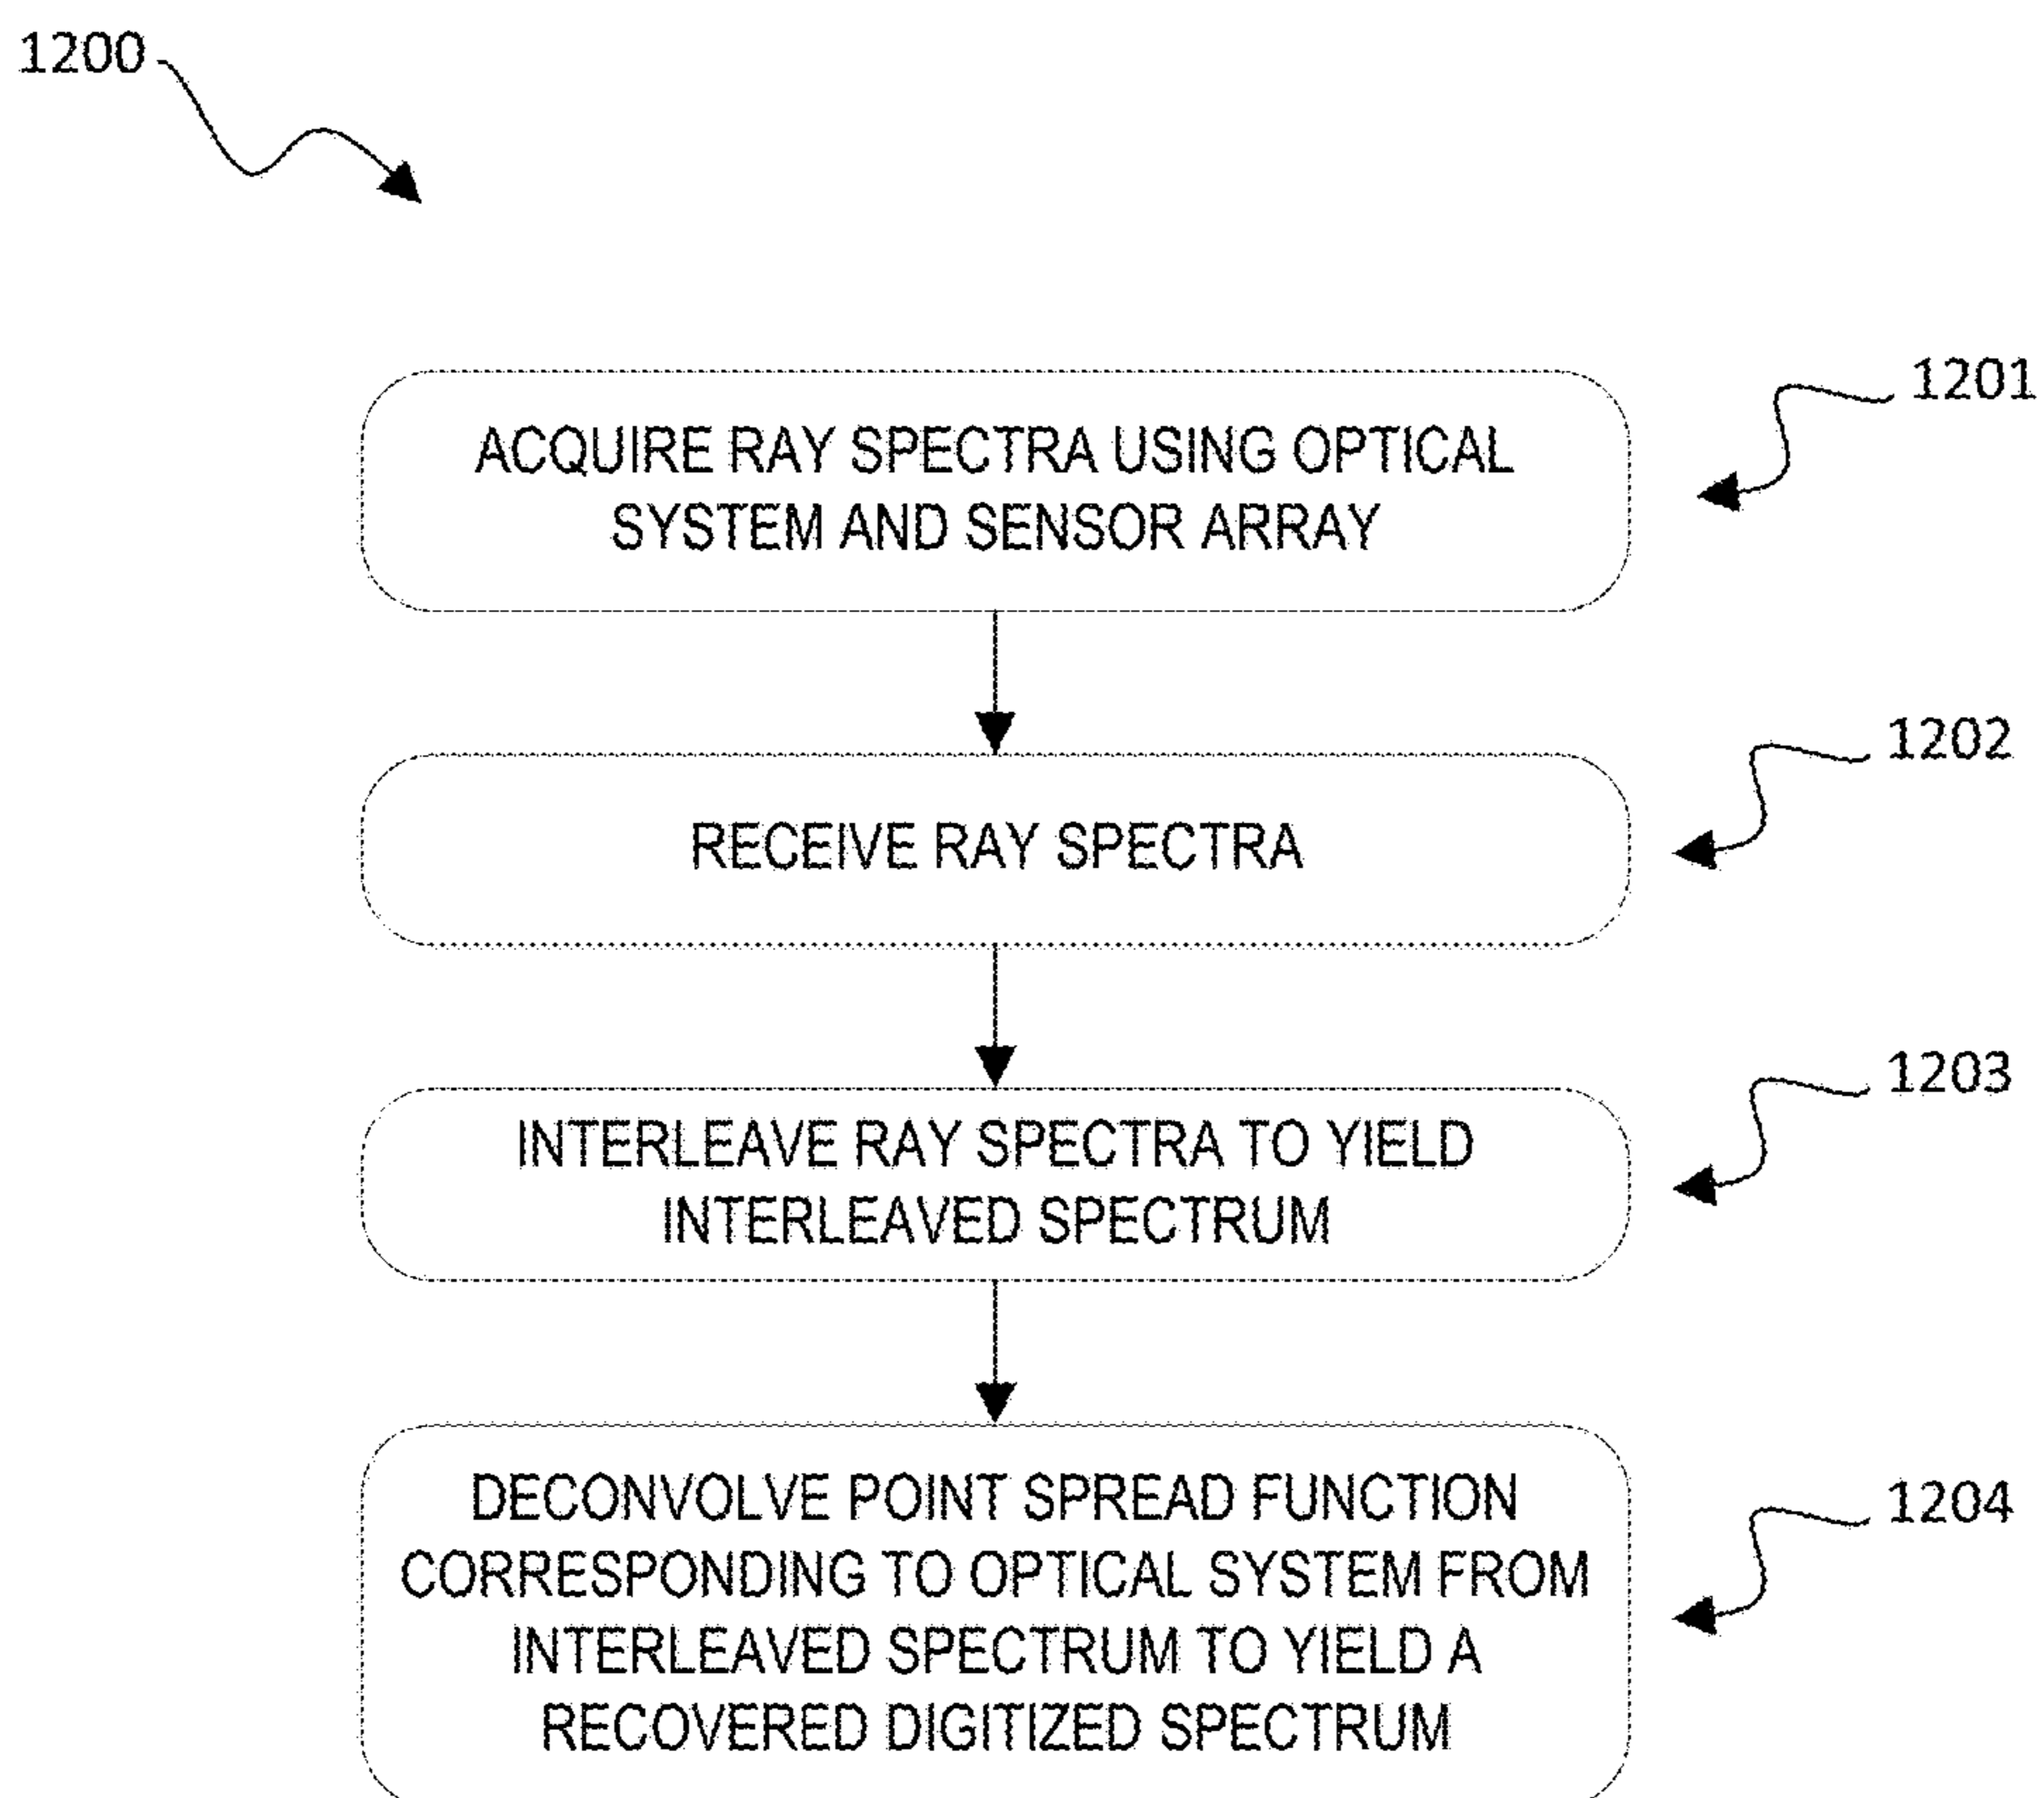 1200
1201
ACQUIRE RAY SPECTRA USING OPTICAL
SYSTEM AND SENSOR ARRAY
1202
RECEIVE RAY SPECTRA
1203
INTERLEAVE RAY SPECTRA TO YIELD
INTERLEAVED SPECTRUM
1204
DECONVOLVE POINT SPREAD FUNCTION
CORRESPONDING TO OPTICAL SYSTEM FROM
INTERLEAVED SPECTRUM TO YIELD A
RECOVERED DIGITIZED SPECTRUM